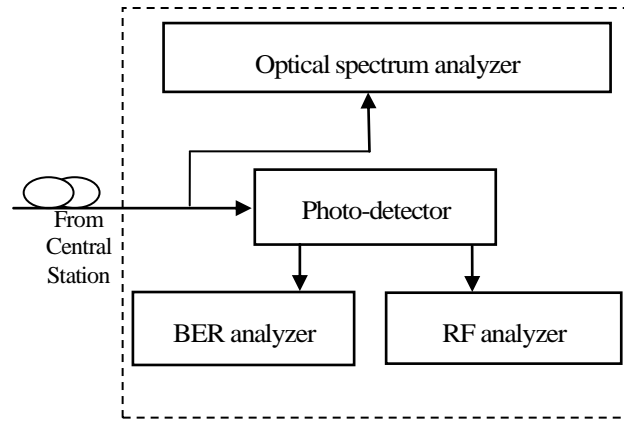 Optical spectrum analyzer
Photo-detector
From
Central
Station
BER analyzer
RF analyzer